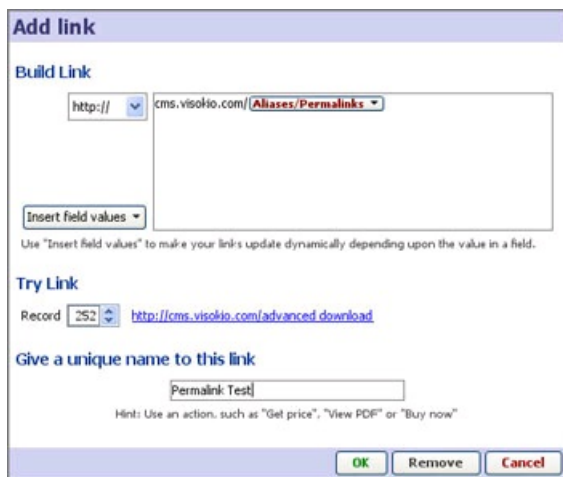 Add link
Build Link
http:// cms.visokio.com/ Aliases/Permalinks
Insert field values
Use "Insert field values" to make your links update dynamically depending upon the value in a field.
Try Link
Record 252 http://cms.visokio.com/advanced download
Give a unique name to this link
Permalink Test
Hint: Use an action, such as "Get price", "View PDF" or "Buy now"
OK Remove Cancel